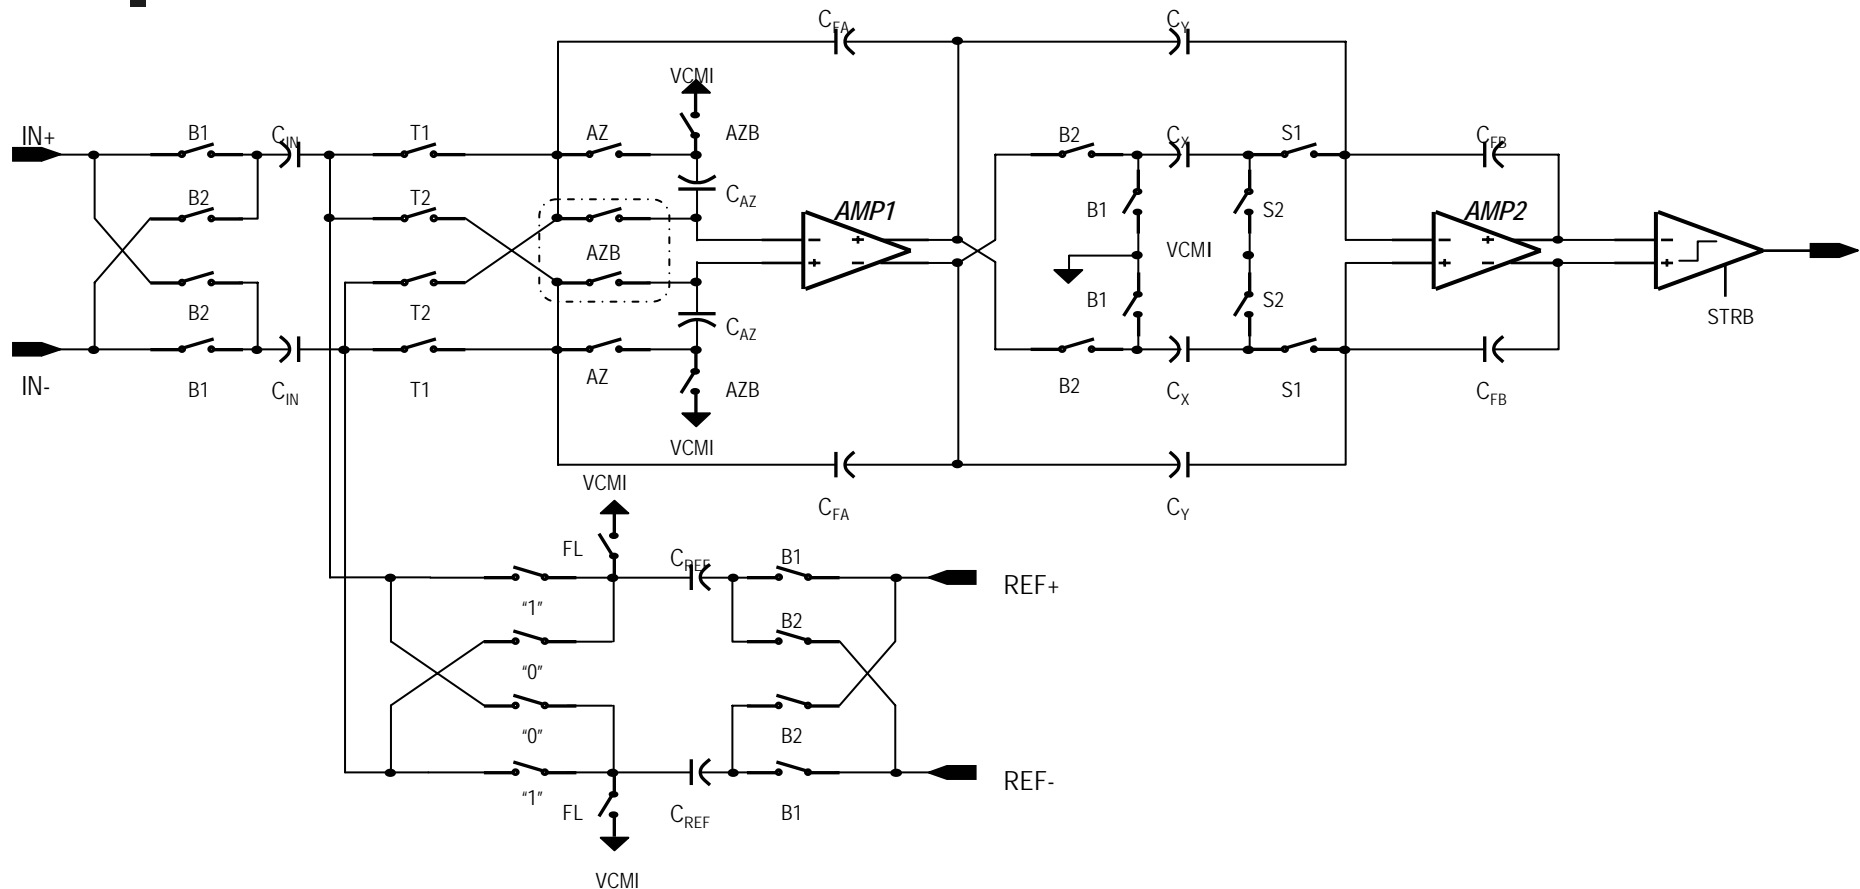 C_FA
C_Y
VCMI
IN+
B1
C_IN
T1
AZ
AZB
B2
C_X
S1
C_FB
B2
T2
C_AZ
AMP1
B1
S2
AMP2
AZB
VCMI
B2
T2
C_AZ
B1
S2
STRB
IN-
B1
C_IN
T1
AZ
AZB
B2
C_X
S1
C_FB
VCMI
VCMI
C_FA
C_Y
FL
C_REF
B1
REF+
"1"
B2
"0"
"0"
B2
REF-
"1"
FL
C_REF
B1
VCMI